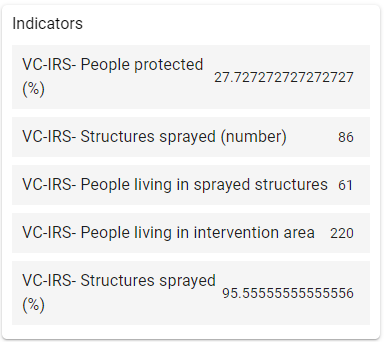 Indicators
VC-IRS- People protected
(%)
27.727272727272727
VC-IRS- Structures sprayed (number) 86
VC-IRS- People living in sprayed structures 61
VC-IRS- People living in intervention area 220
VC-IRS- Structures sprayed
(%)
95.55555555555556